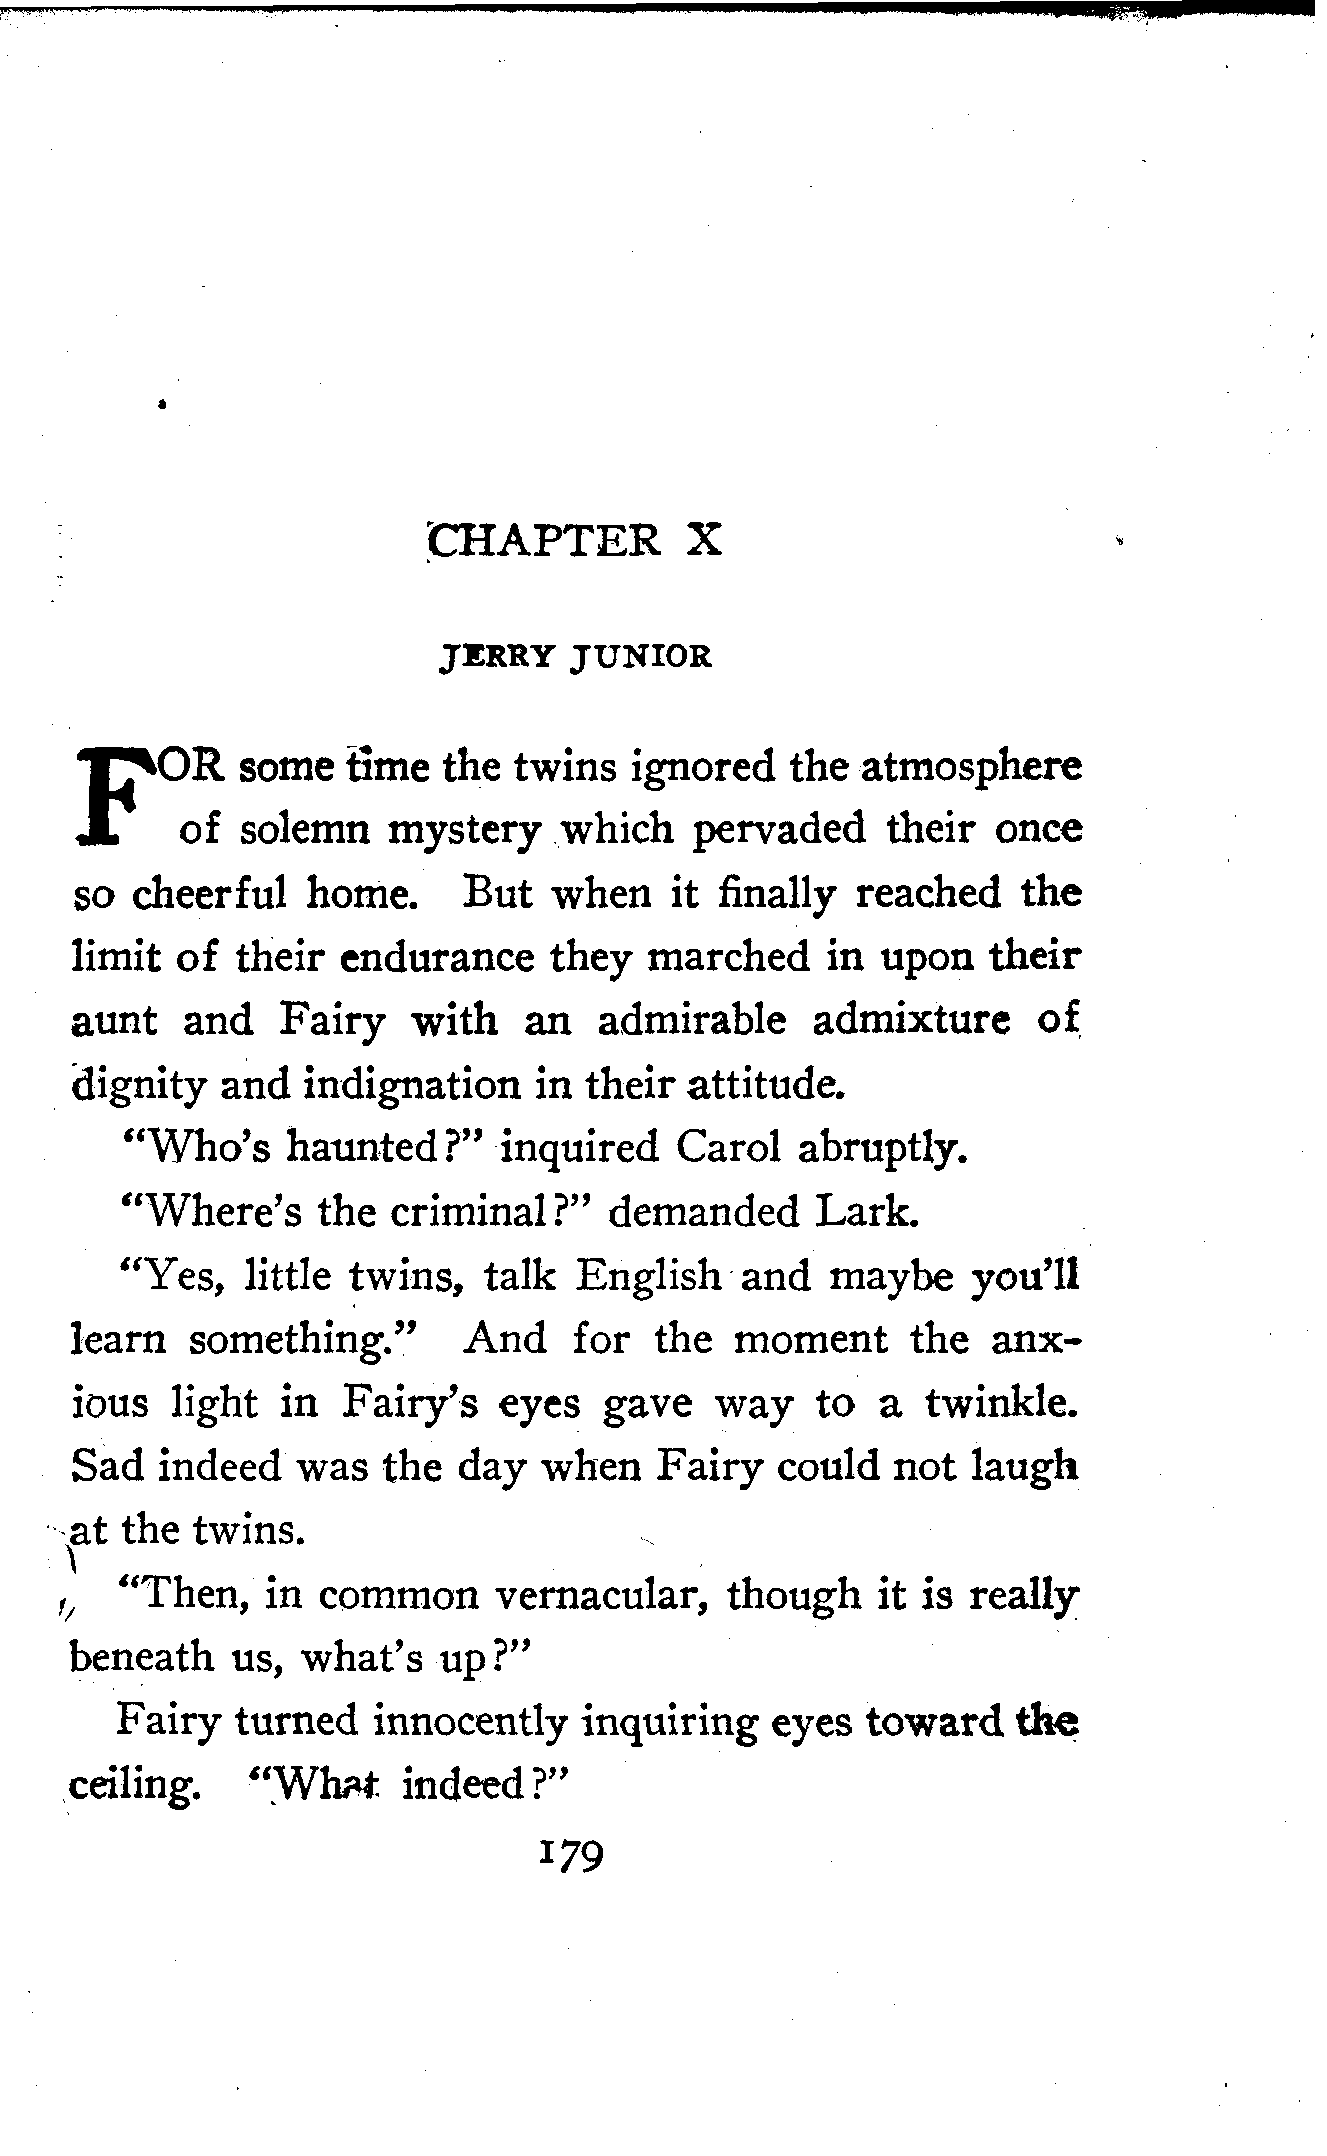 CHAPTER X
JERRY JUNIOR
FOR some time the twins ignored the atmosphere
of solemn mystery which pervaded their once
so cheerful home. But when it finally reached the
limit of their endurance they marched in upon their
aunt and Fairy with an admirable admixture of
dignity and indignation in their attitude.
“Who’s haunted?” inquired Carol abruptly.
“Where’s the criminal?” demanded Lark.
“Yes, little twins, talk English and maybe you’ll
learn something.” And for the moment the anx-
ious light in Fairy’s eyes gave way to a twinkle.
Sad indeed was the day when Fairy could not laugh
at the twins.
“Then, in common vernacular, though it is really
beneath us, what’s up?”
Fairy turned innocently inquiring eyes toward the
ceiling. “What indeed?”
179